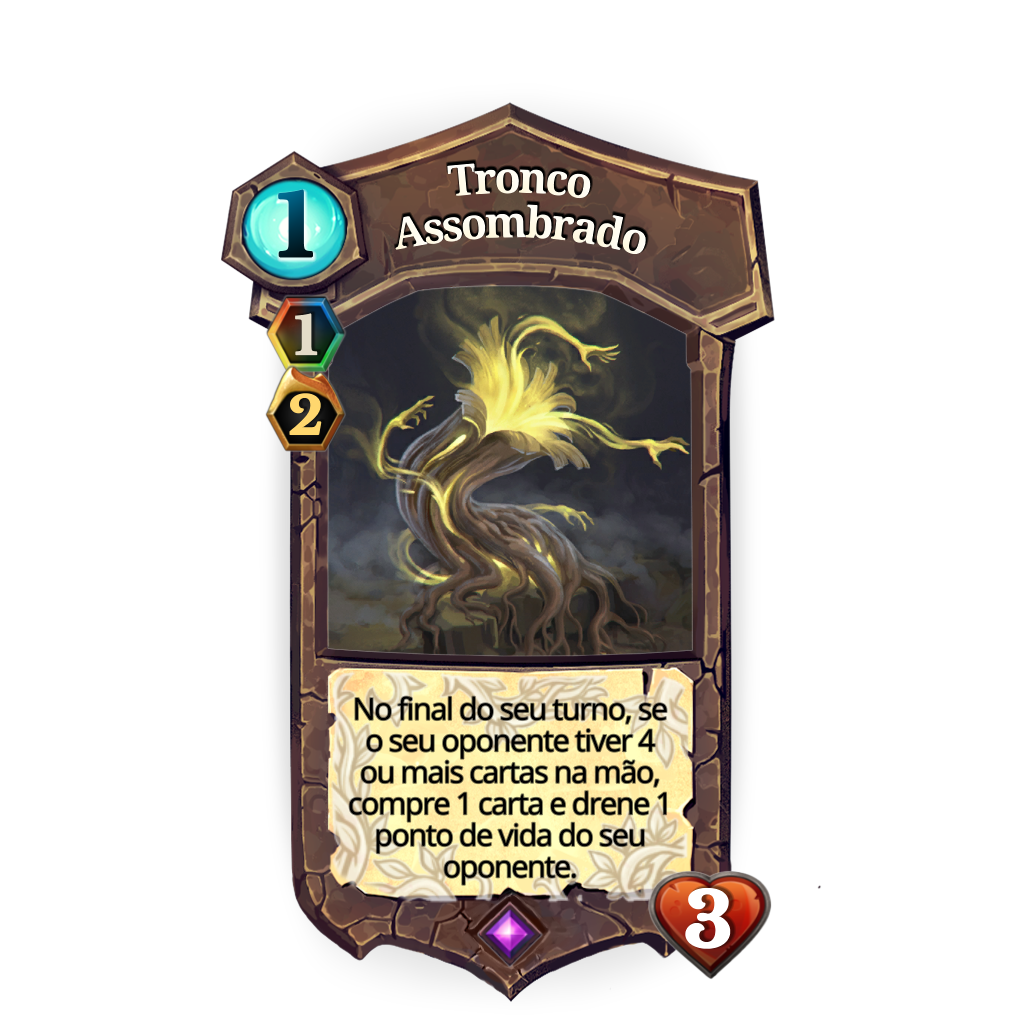 Tronco
Assombrado
1
1
2
No final do seu turno, se
o seu oponente tiver 4
ou mais cartas na mão,
compre 1 carta e drene 1
ponto de vida do seu
oponente.
3